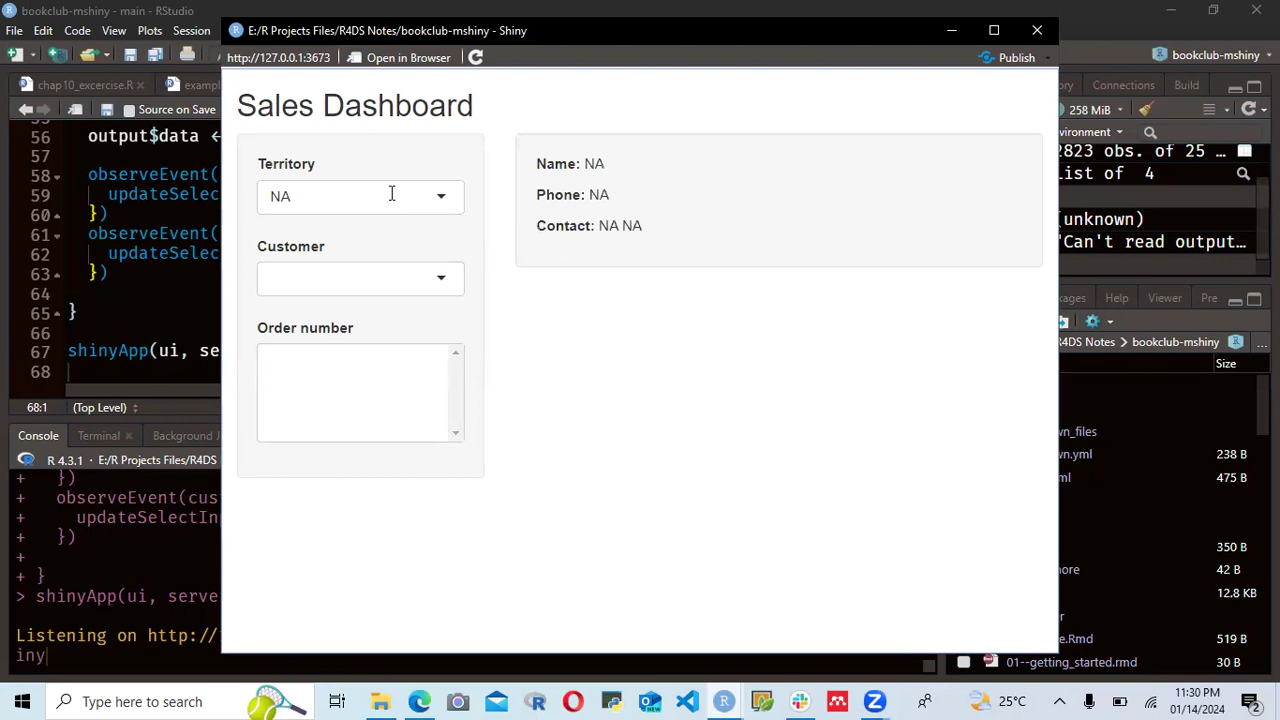 bookclub-mshiny - main - RStudio
File Edit Code View Plots Session
E:/R Projects Files/R4DS Notes/bookclub-mshiny - Shiny
http://127.0.0.1:3673 Open in Browser Publish
bookclub-mshiny
chap10_excercise.R
Connections Build
Source on Save
258 MiB
Sales Dashboard
56 output$data
57
58 observeEvent(
59 updateSelect
60 })
61 observeEvent(
62 updateSelec
63 })
64
65 }
66
67 shinyApp(ui, se
68
68:1 (Top Level)
Territory
NA
Customer
Order number
Name: NA
Phone: NA
Contact: NA NA
2823 obs. of 25
List of 4
(unknown)
"Can't read output…
Help Viewer Pre
R4DS Notes bookclub-mshiny
Size
238 B
475 B
350 B
42 B
12.8 KB
519 B
01--getting_started.rmd 30 B
Console Terminal Background
R 4.3.1 · E:/R Projects Files/R4DS
+ })
+ observeEvent(cus
+ updateSelectIn
+ })
+
+ }
> shinyApp(ui, serve
Listening on http://
iny
Type here to search
25°C
11:30 PM
01/14/2024
2